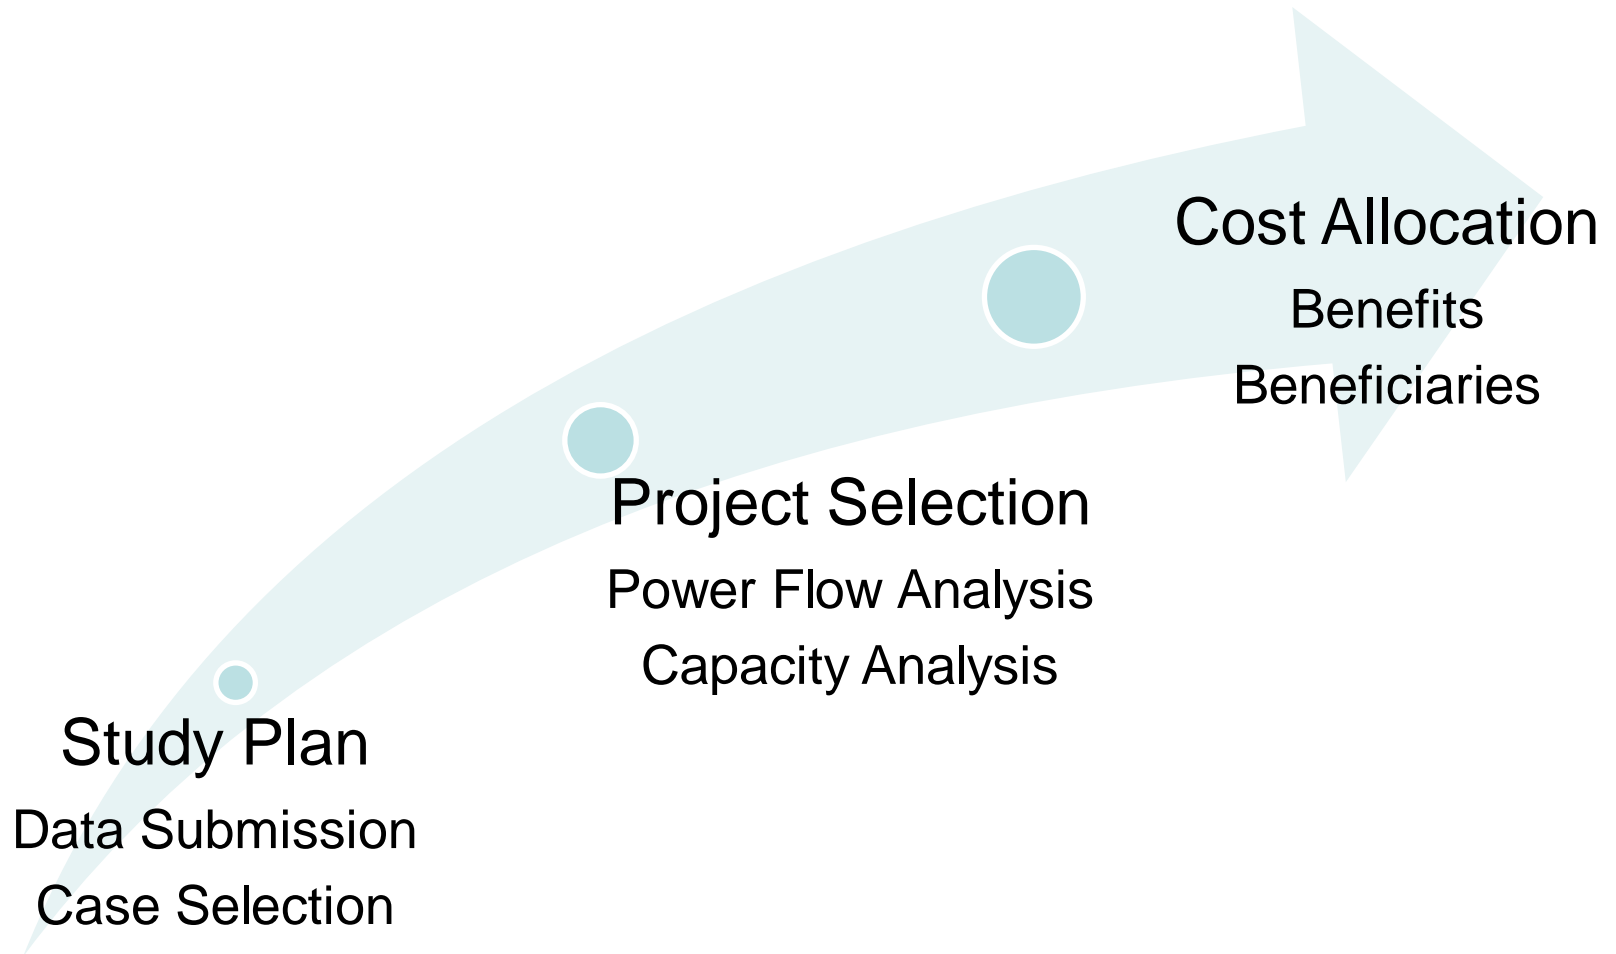 Study Plan
Data Submission
Case Selection
Project Selection
Power Flow Analysis
Capacity Analysis
Cost Allocation
Benefits
Beneficiaries